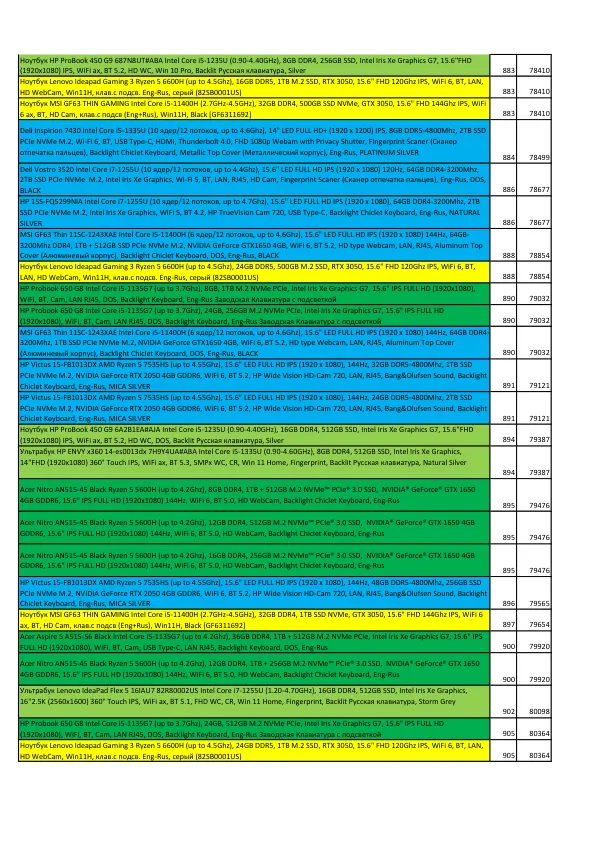 Ноутбук HP ProBook 450 G9 687N8UT#ABA Intel Core i5-1235U (0.90-4.40GHz), 8GB DDR4, 256GB SSD, Intel Iris Xe Graphics G7, 15.6"FHD
(1920x1080) IPS, WiFi ax, BT 5.2, HD WC, Win 10 Pro, Backlit Русская клавиатура, Silver 883 78410
Ноутбук Lenovo Ideapad Gaming 3 Ryzen 5 6600H (up to 4.5Ghz), 16GB DDR5, 1TB M.2 SSD, RTX 3050, 15.6" FHD 120Ghz IPS, WiFi 6, BT, LAN,
HD WebCam, Win11H, клав.с подсв. Eng-Rus, серый (82SB0001US) 883 78410
Ноутбук MSI GF63 THIN GAMING Intel Core i5-11400H (2.7GHz-4.5GHz), 32GB DDR4, 500GB SSD NVMe, GTX 3050, 15.6" FHD 144Ghz IPS, WiFi
6 ax, BT, HD Cam, клав.с подсв (Eng+Rus), Win11H, Black [GF6311692] 883 78410
Dell Inspirion 7430 Intel Core i5-1335U (10 ядер/12 потоков, up to 4.6Ghz), 14" LED FULL HD+ (1920 x 1200) IPS, 8GB DDR5-4800Mhz, 2TB SSD
PCIe NVMe M.2, Wi-Fi 6, BT, USB Type-C, HDMI, Thunderbolt 4.0, FHD 1080p Webam with Privacy Shutter, Fingerprint Scaner (Сканер
отпечатка пальцев), Backlight Chiclet Keyboard, Metallic Top Cover (Металлический корпус), Eng-Rus, PLATINUM SILVER 884 78499
Dell Vostro 3520 Intel Core i7-1255U (10 ядер/12 потоков, up to 4.4Ghz), 15.6" LED FULL HD IPS (1920 x 1080) 120Hz, 64GB DDR4-3200Mhz,
2TB SSD PCIe NVMe  M.2, Intel Iris Xe Graphics, Wi-Fi 5, BT, LAN, RJ45, HD Cam, Fingerprint Scaner (Сканер отпечатка пальцев), Eng-Rus, DOS,
BLACK 886 78677
HP 15S-FQ5299NIA Intel Core i7-1255U (10 ядер/12 потоков, up to 4.7Ghz), 15.6" LED FULL HD IPS (1920 x 1080), 64GB DDR4-3200Mhz, 2TB
SSD PCIe NVMe M.2, Intel Iris Xe Graphics, WiFi 5, BT 4.2, HP TrueVision Cam 720, USB Type-C, Backlight Chiclet Keyboard, Eng-Rus, NATURAL
SILVER 886 78677
MSI GF63 Thin 11SC-1243XAE Intel Core i5-11400H (6 ядер/12 потоков, up to 4.6Ghz), 15.6" LED FULL HD IPS (1920 x 1080) 144Hz, 64GB-
3200Mhz DDR4, 1TB + 512GB SSD PCIe NVMe M.2, NVIDIA GeForce GTX1650 4GB, WiFi 6, BT 5.2, HD type Webcam, LAN, RJ45, Aluminum Top
Cover (Алюминевый корпус), Backlight Chiclet Keyboard, DOS, Eng-Rus, BLACK 888 78854
Ноутбук Lenovo Ideapad Gaming 3 Ryzen 5 6600H (up to 4.5Ghz), 24GB DDR5, 500GB M.2 SSD, RTX 3050, 15.6" FHD 120Ghz IPS, WiFi 6, BT,
LAN, HD WebCam, Win11H, клав.с подсв. Eng-Rus, серый (82SB0001US) 888 78854
HP Probook 650 G8 Intel Core i5-1135G7 (up to 3.7Ghz), 8GB, 1TB M.2 NVMe PCIe, Intel Iris Xe Graphics G7, 15.6" IPS FULL HD (1920x1080),
WiFi, BT, Cam, LAN RJ45, DOS, Backlight Keyboard, Eng-Rus Заводская Клавиатура с подсветкой 890 79032
HP Probook 650 G8 Intel Core i5-1135G7 (up to 3.7Ghz), 24GB, 256GB M.2 NVMe PCIe, Intel Iris Xe Graphics G7, 15.6" IPS FULL HD
(1920x1080), WiFi, BT, Cam, LAN RJ45, DOS, Backlight Keyboard, Eng-Rus Заводская Клавиатура с подсветкой 890 79032
MSI GF63 Thin 11SC-1243XAE Intel Core i5-11400H (6 ядер/12 потоков, up to 4.6Ghz), 15.6" LED FULL HD IPS (1920 x 1080) 144Hz, 64GB DDR4-
3200Mhz, 1TB SSD PCIe NVMe M.2, NVIDIA GeForce GTX1650 4GB, WiFi 6, BT 5.2, HD type Webcam, LAN, RJ45, Aluminum Top Cover
(Алюминевый корпус), Backlight Chiclet Keyboard, DOS, Eng-Rus, BLACK 890 79032
HP Victus 15-FB1013DX AMD Ryzen 5 7535HS (up to 4.55Ghz), 15.6" LED FULL HD IPS (1920 x 1080), 144Hz, 32GB DDR5-4800Mhz, 1TB SSD
PCIe NVMe M.2, NVIDIA GeForce RTX 2050 4GB GDDR6, WiFi 6, BT 5.2, HP Wide Vision HD-Cam 720, LAN, RJ45, Bang&Olufsen Sound, Backlight
Chiclet Keyboard, Eng-Rus, MICA SILVER 891 79121
HP Victus 15-FB1013DX AMD Ryzen 5 7535HS (up to 4.55Ghz), 15.6" LED FULL HD IPS (1920 x 1080), 144Hz, 24GB DDR5-4800Mhz, 2TB SSD
PCIe NVMe M.2, NVIDIA GeForce RTX 2050 4GB GDDR6, WiFi 6, BT 5.2, HP Wide Vision HD-Cam 720, LAN, RJ45, Bang&Olufsen Sound, Backlight
Chiclet Keyboard, Eng-Rus, MICA SILVER 891 79121
Ноутбук HP ProBook 450 G9 6A2B1EA#AJA Intel Core i5-1235U (0.90-4.40GHz), 16GB DDR4, 512GB SSD, Intel Iris Xe Graphics G7, 15.6"FHD
(1920x1080) IPS, WiFi ax, BT 5.2, HD WC, DOS, Backlit Русская клавиатура, Silver 894 79387
Ультрабук HP ENVY x360 14-es0013dx 7H9Y4UA#ABA Intel Core i5-1335U (0.90-4.60GHz), 8GB DDR4, 512GB SSD, Intel Iris Xe Graphics,
14"FHD (1920x1080) 360° Touch IPS, WiFi ax, BT 5.3, 5MPx WC, CR, Win 11 Home, Fingerprint, Backlit Русская клавиатура, Natural Silver 894 79387
Acer Nitro AN515-45 Black Ryzen 5 5600H (up to 4.2Ghz), 8GB DDR4, 1TB + 512GB M.2 NVMe™ PCIe® 3.0 SSD,  NVIDIA® GeForce® GTX 1650
4GB GDDR6, 15.6" IPS FULL HD (1920x1080) 144Hz, WiFi 6, BT 5.0, HD WebCam, Backlight Chiclet Keyboard, Eng-Rus 895 79476
Acer Nitro AN515-45 Black Ryzen 5 5600H (up to 4.2Ghz), 12GB DDR4, 512GB M.2 NVMe™ PCIe® 3.0 SSD,  NVIDIA® GeForce® GTX 1650 4GB
GDDR6, 15.6" IPS FULL HD (1920x1080) 144Hz, WiFi 6, BT 5.0, HD WebCam, Backlight Chiclet Keyboard, Eng-Rus 895 79476
Acer Nitro AN515-45 Black Ryzen 5 5600H (up to 4.2Ghz), 16GB DDR4, 256GB M.2 NVMe™ PCIe® 3.0 SSD,  NVIDIA® GeForce® GTX 1650 4GB
GDDR6, 15.6" IPS FULL HD (1920x1080) 144Hz, WiFi 6, BT 5.0, HD WebCam, Backlight Chiclet Keyboard, Eng-Rus 895 79476
HP Victus 15-FB1013DX AMD Ryzen 5 7535HS (up to 4.55Ghz), 15.6" LED FULL HD IPS (1920 x 1080), 144Hz, 48GB DDR5-4800Mhz, 256GB SSD
PCIe NVMe M.2, NVIDIA GeForce RTX 2050 4GB GDDR6, WiFi 6, BT 5.2, HP Wide Vision HD-Cam 720, LAN, RJ45, Bang&Olufsen Sound, Backlight
Chiclet Keyboard, Eng-Rus, MICA SILVER 896 79565
Ноутбук MSI GF63 THIN GAMING Intel Core i5-11400H (2.7GHz-4.5GHz), 32GB DDR4, 1TB SSD NVMe, GTX 3050, 15.6" FHD 144Ghz IPS, WiFi 6
ax, BT, HD Cam, клав.с подсв (Eng+Rus), Win11H, Black [GF6311692] 897 79654
Acer Aspire 5 A515-56 Black Intel Core i5-1135G7 (up to 4.2Ghz), 36GB DDR4, 1TB + 512GB M.2 NVMe PCIe, Intel Iris Xe Graphics G7, 15.6" IPS
FULL HD (1920x1080), WiFi, BT, Cam, USB Type-C, LAN RJ45, Backlight Keyboard, DOS, Eng-Rus 900 79920
Acer Nitro AN515-45 Black Ryzen 5 5600H (up to 4.2Ghz), 12GB DDR4, 1TB + 256GB M.2 NVMe™ PCIe® 3.0 SSD,  NVIDIA® GeForce® GTX 1650
4GB GDDR6, 15.6" IPS FULL HD (1920x1080) 144Hz, WiFi 6, BT 5.0, HD WebCam, Backlight Chiclet Keyboard, Eng-Rus 900 79920
Ультрабук Lenovo IdeaPad Flex 5 16IAU7 82R80002US Intel Core i7-1255U (1.20-4.70GHz), 16GB DDR4, 512GB SSD, Intel Iris Xe Graphics,
16"2.5K (2560x1600) 360° Touch IPS, WiFi ax, BT 5.1, FHD WC, CR, Win 11 Home, Fingerprint, Backlit Русская клавиатура, Storm Grey 902 80098
HP Probook 650 G8 Intel Core i5-1135G7 (up to 3.7Ghz), 24GB, 512GB M.2 NVMe PCIe, Intel Iris Xe Graphics G7, 15.6" IPS FULL HD
(1920x1080), WiFi, BT, Cam, LAN RJ45, DOS, Backlight Keyboard, Eng-Rus Заводская Клавиатура с подсветкой 905 80364
Ноутбук Lenovo Ideapad Gaming 3 Ryzen 5 6600H (up to 4.5Ghz), 24GB DDR5, 1TB M.2 SSD, RTX 3050, 15.6" FHD 120Ghz IPS, WiFi 6, BT, LAN,
HD WebCam, Win11H, клав.с подсв. Eng-Rus, серый (82SB0001US) 905 80364